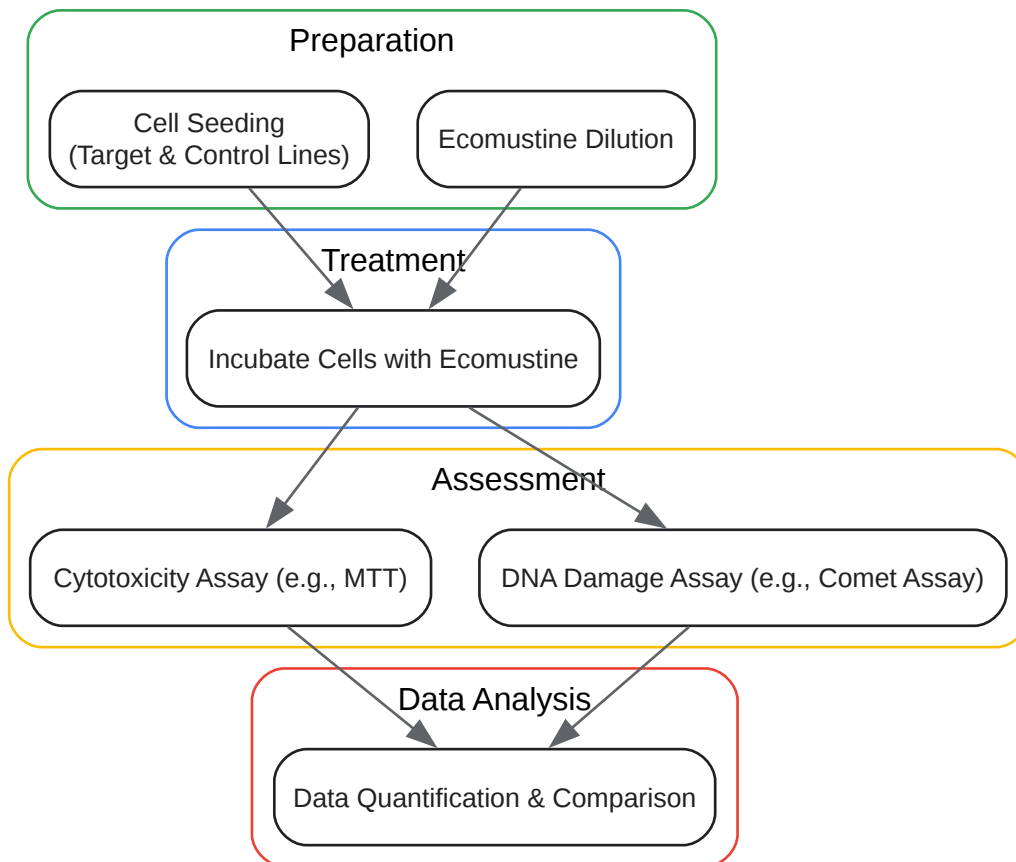 Preparation
Cell Seeding
(Target & Control Lines)
Ecomustine Dilution
Treatment
Incubate Cells with Ecomustine
Assessment
Cytotoxicity Assay (e.g., MTT)
DNA Damage Assay (e.g., Comet Assay)
Data Analysis
Data Quantification & Comparison